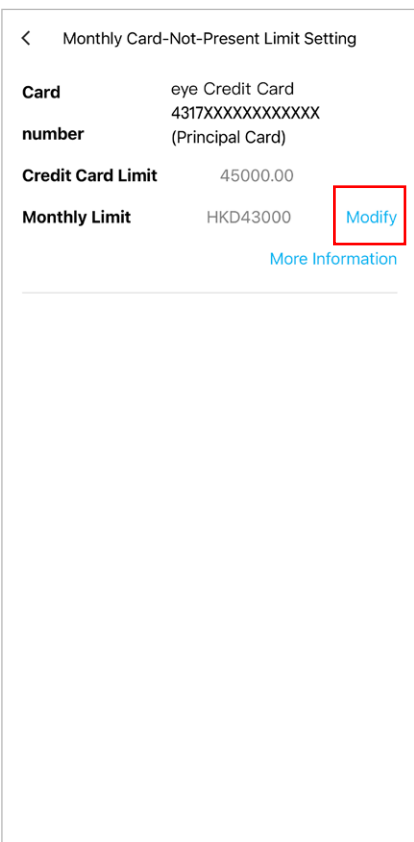 Monthly Card-Not-Present Limit Setting
Card number eye Credit Card
4317XXXXXXXXXXXX
(Principal Card)
Credit Card Limit 45000.00
Monthly Limit HKD43000 Modify
More Information